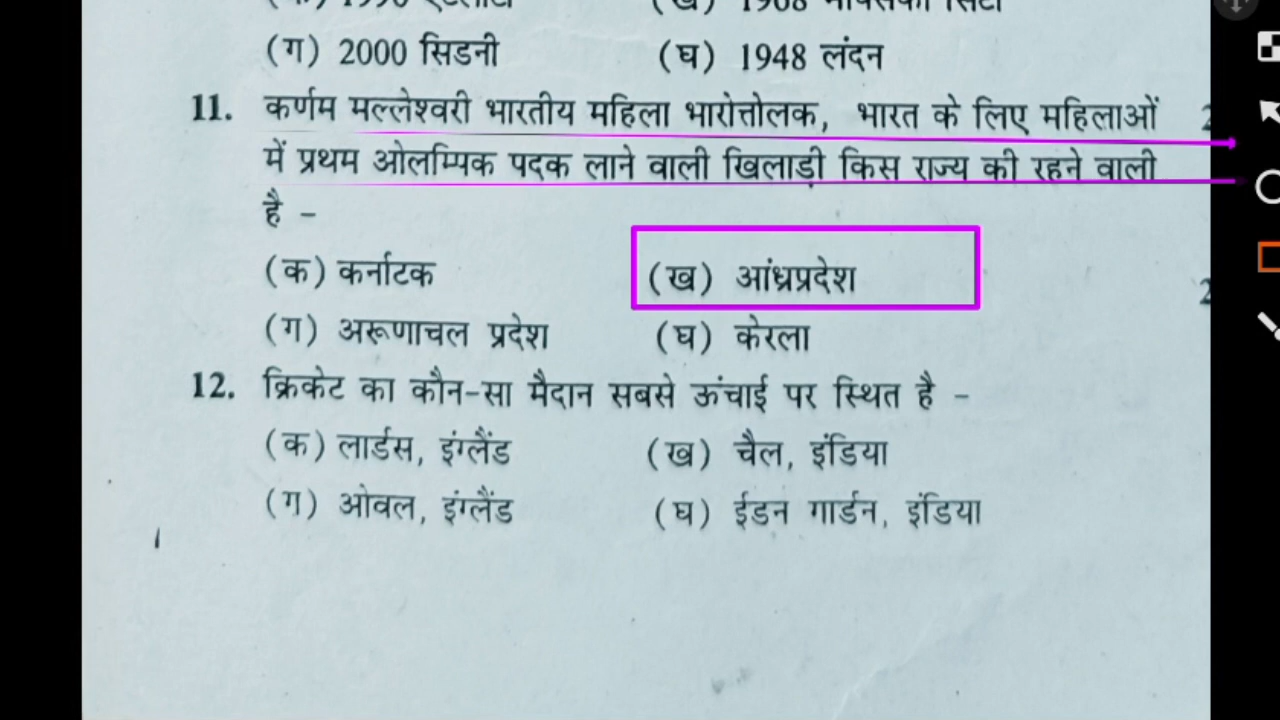 (ग) 2000 सिडनी (घ) 1948 लंदन
11. कर्णम मल्लेश्वरी भारतीय महिला भारोत्तोलक, भारत के लिए महिलाओं
में प्रथम ओलम्पिक पदक लाने वाली खिलाड़ी किस राज्य की रहने वाली
है -
(क) कर्नाटक (ख) आंध्रप्रदेश
(ग) अरूणाचल प्रदेश (घ) केरला
12. क्रिकेट का कौन-सा मैदान सबसे ऊंचाई पर स्थित है -
(क) लार्डस, इंग्लैंड (ख) चैल, इंडिया
(ग) ओवल, इंग्लैंड (घ) ईडन गार्डन, इंडिया